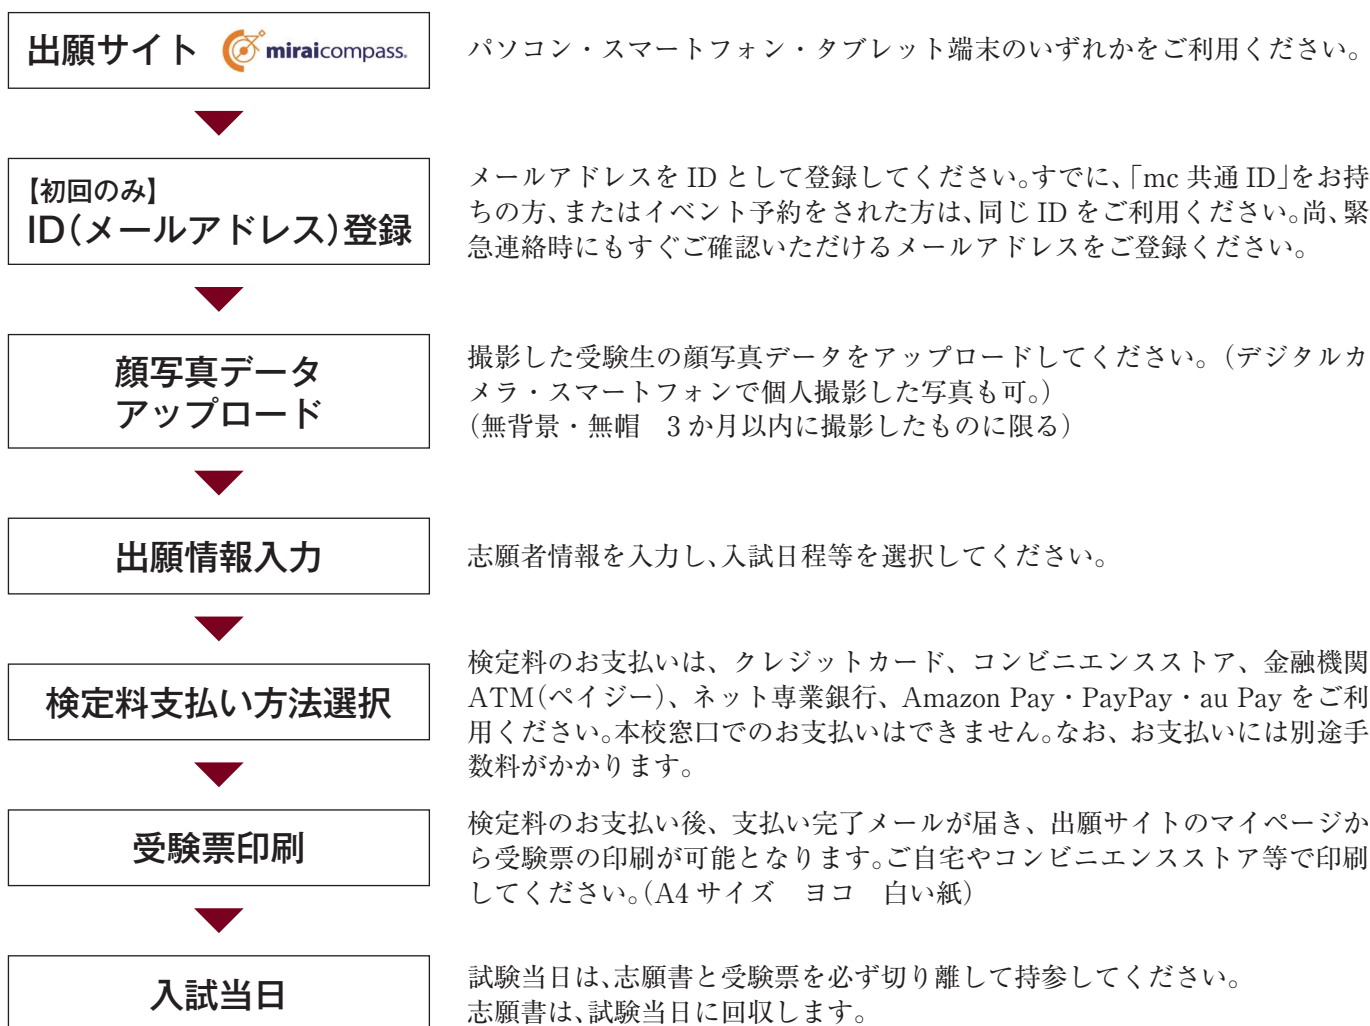 出願サイト miraicompass.
パソコン・スマートフォン・タブレット端末のいずれかをご利用ください。
【初回のみ】
ID(メールアドレス)登録
メールアドレスを ID として登録してください。すでに、「mc 共通 ID」をお持
ちの方、またはイベント予約をされた方は、同じ ID をご利用ください。尚、緊
急連絡時にもすぐご確認いただけるメールアドレスをご登録ください。
顔写真データ
アップロード
撮影した受験生の顔写真データをアップロードしてください。（デジタルカ
メラ・スマートフォンで個人撮影した写真も可。）
（無背景・無帽　3 か月以内に撮影したものに限る）
出願情報入力
志願者情報を入力し、入試日程等を選択してください。
検定料支払い方法選択
検定料のお支払いは、クレジットカード、コンビニエンスストア、金融機関
ATM(ペイジー)、ネット専業銀行、Amazon Pay・PayPay・au Pay をご利
用ください。本校窓口でのお支払いはできません。なお、お支払いには別途手
数料がかかります。
受験票印刷
検定料のお支払い後、支払い完了メールが届き、出願サイトのマイページか
ら受験票の印刷が可能となります。ご自宅やコンビニエンスストア等で印刷
してください。(A4 サイズ　ヨコ　白い紙)
入試当日
試験当日は、志願書と受験票を必ず切り離して持参してください。
志願書は、試験当日に回収します。